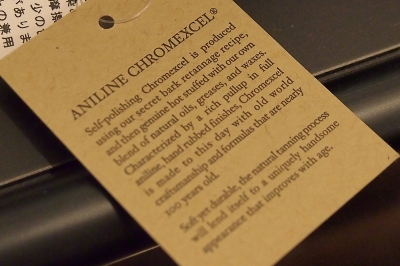 ANILINE CHROMEXCEL®
Self-polishing Chromexcel is produced
using our secret bark retannage recipe,
and then genuine hot stuffed with our own
blend of natural oils, greases, and waxes.
Characterized by a rich pullup in full
aniline, hand rubbed finishes, Chromexcel
is made to this day with old world
craftsmanship and formulas that are nearly
100 years old.
Soft yet durable, the natural tanning process
will lend itself to a uniquely handsome
appearance that improves with age.